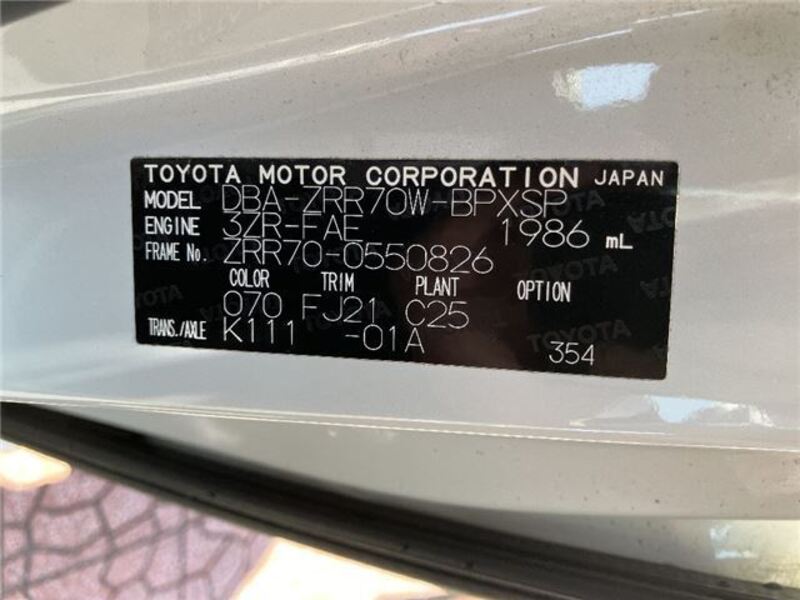 TOYOTA MOTOR CORPORATION JAPAN
MODEL DBA-ZRR70W-BPXSP
ENGINE 3ZR-FAE 1986 mL
FRAME No. ZRR70-0550826
COLOR TRIM PLANT OPTION
070 FJ21 C25
TRANS./AXLE K111 -01A 354